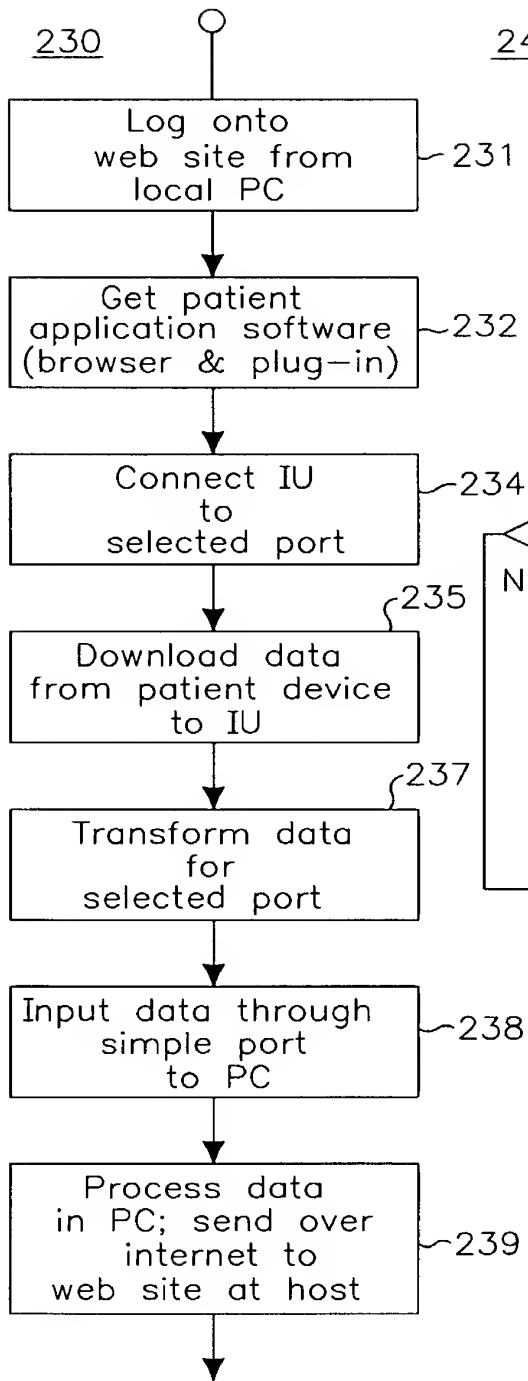 230
24
Log onto
web site from
local PC
231
Get patient
application software
(browser & plug-in)
232
Connect IU
to
selected port
234
N
235
Download data
from patient device
to IU
237
Transform data
for
selected port
Input data through
simple port
to PC
238
Process data
in PC; send over
internet to
web site at host
239